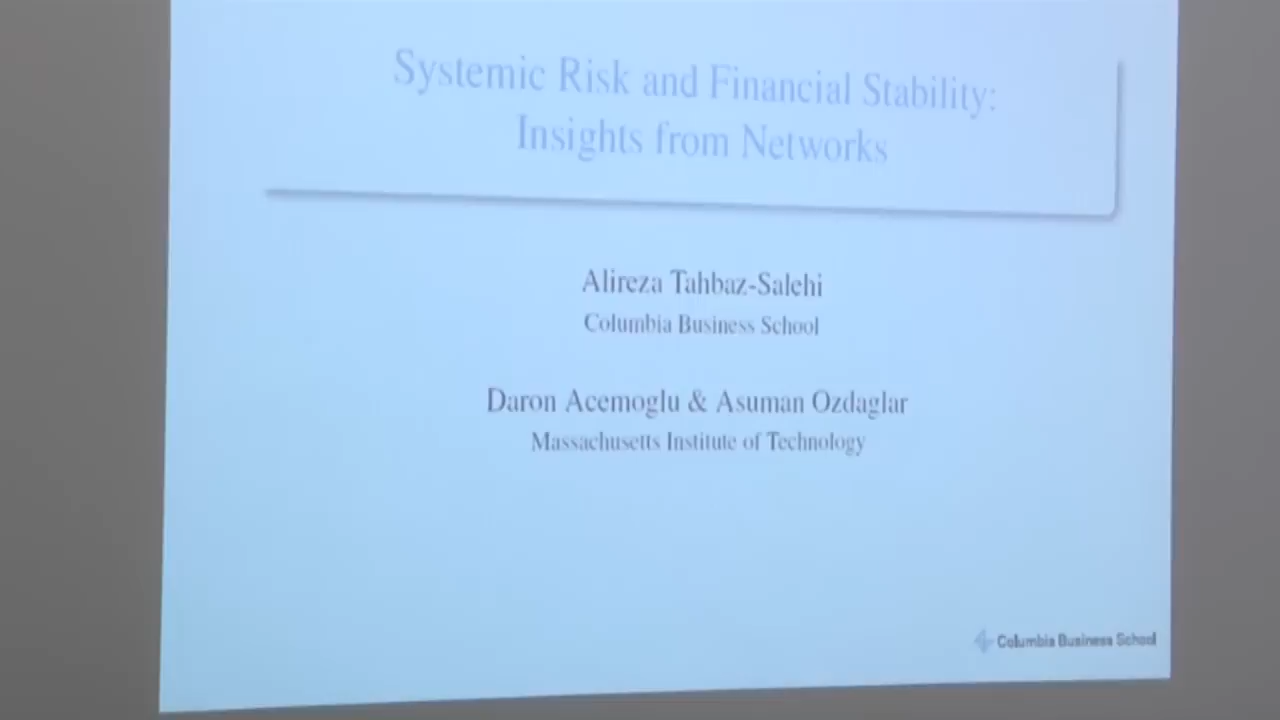 Systemic Risk and Financial Stability:
Insights from Networks
Alireza Tahbaz-Salehi
Columbia Business School
Daron Acemoglu & Asuman Ozdaglar
Massachusetts Institute of Technology
Columbia Business School